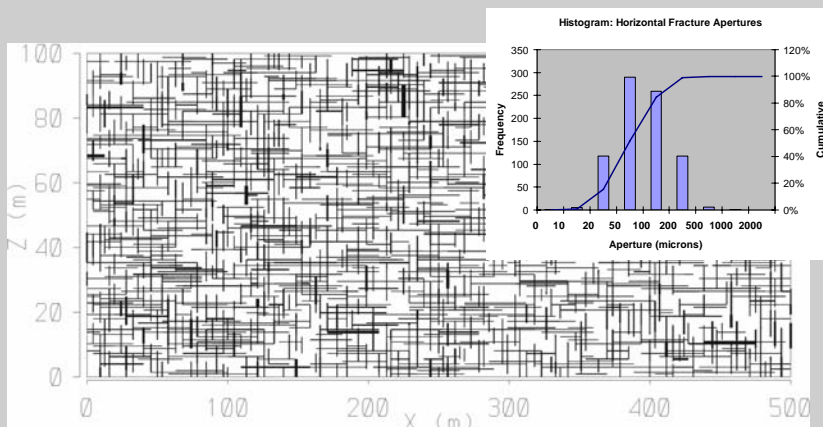 Histogram: Horizontal Fracture Apertures
350
300
250
200
150
100
50
0
Frequency
120%
100%
80%
60%
40%
20%
0%
Cumulative
0 10 20 50 100 200 500 1000 2000
Aperture (microns)
100
80
60
40
20
0
Z (m)
0 100 200 300 400 500
X (m)